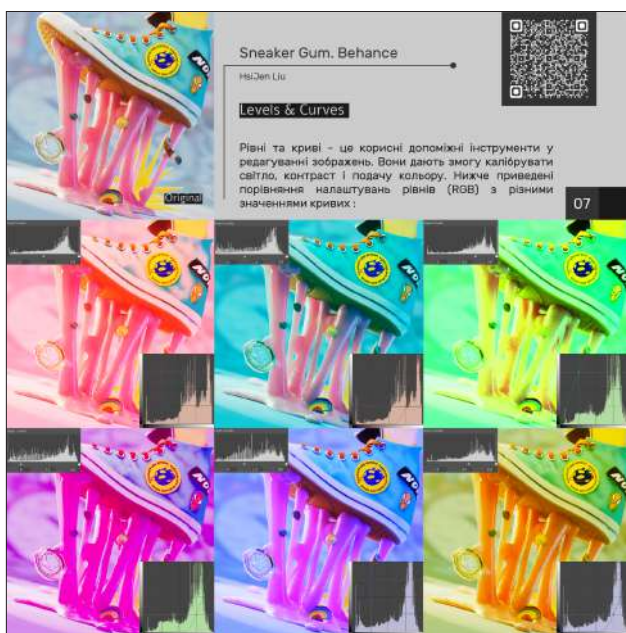 Sneaker Gum. Behance
HsiJen Liu
Levels & Curves
Рівні та криві - це корисні допоміжні інструменти у
редагуванні зображень. Вони дають змогу калібрувати
світло, контраст і подачу кольору. Нижче приведені
порівняння налаштувань рівнів (RGB) з різними
значеннями кривих :
Original
07